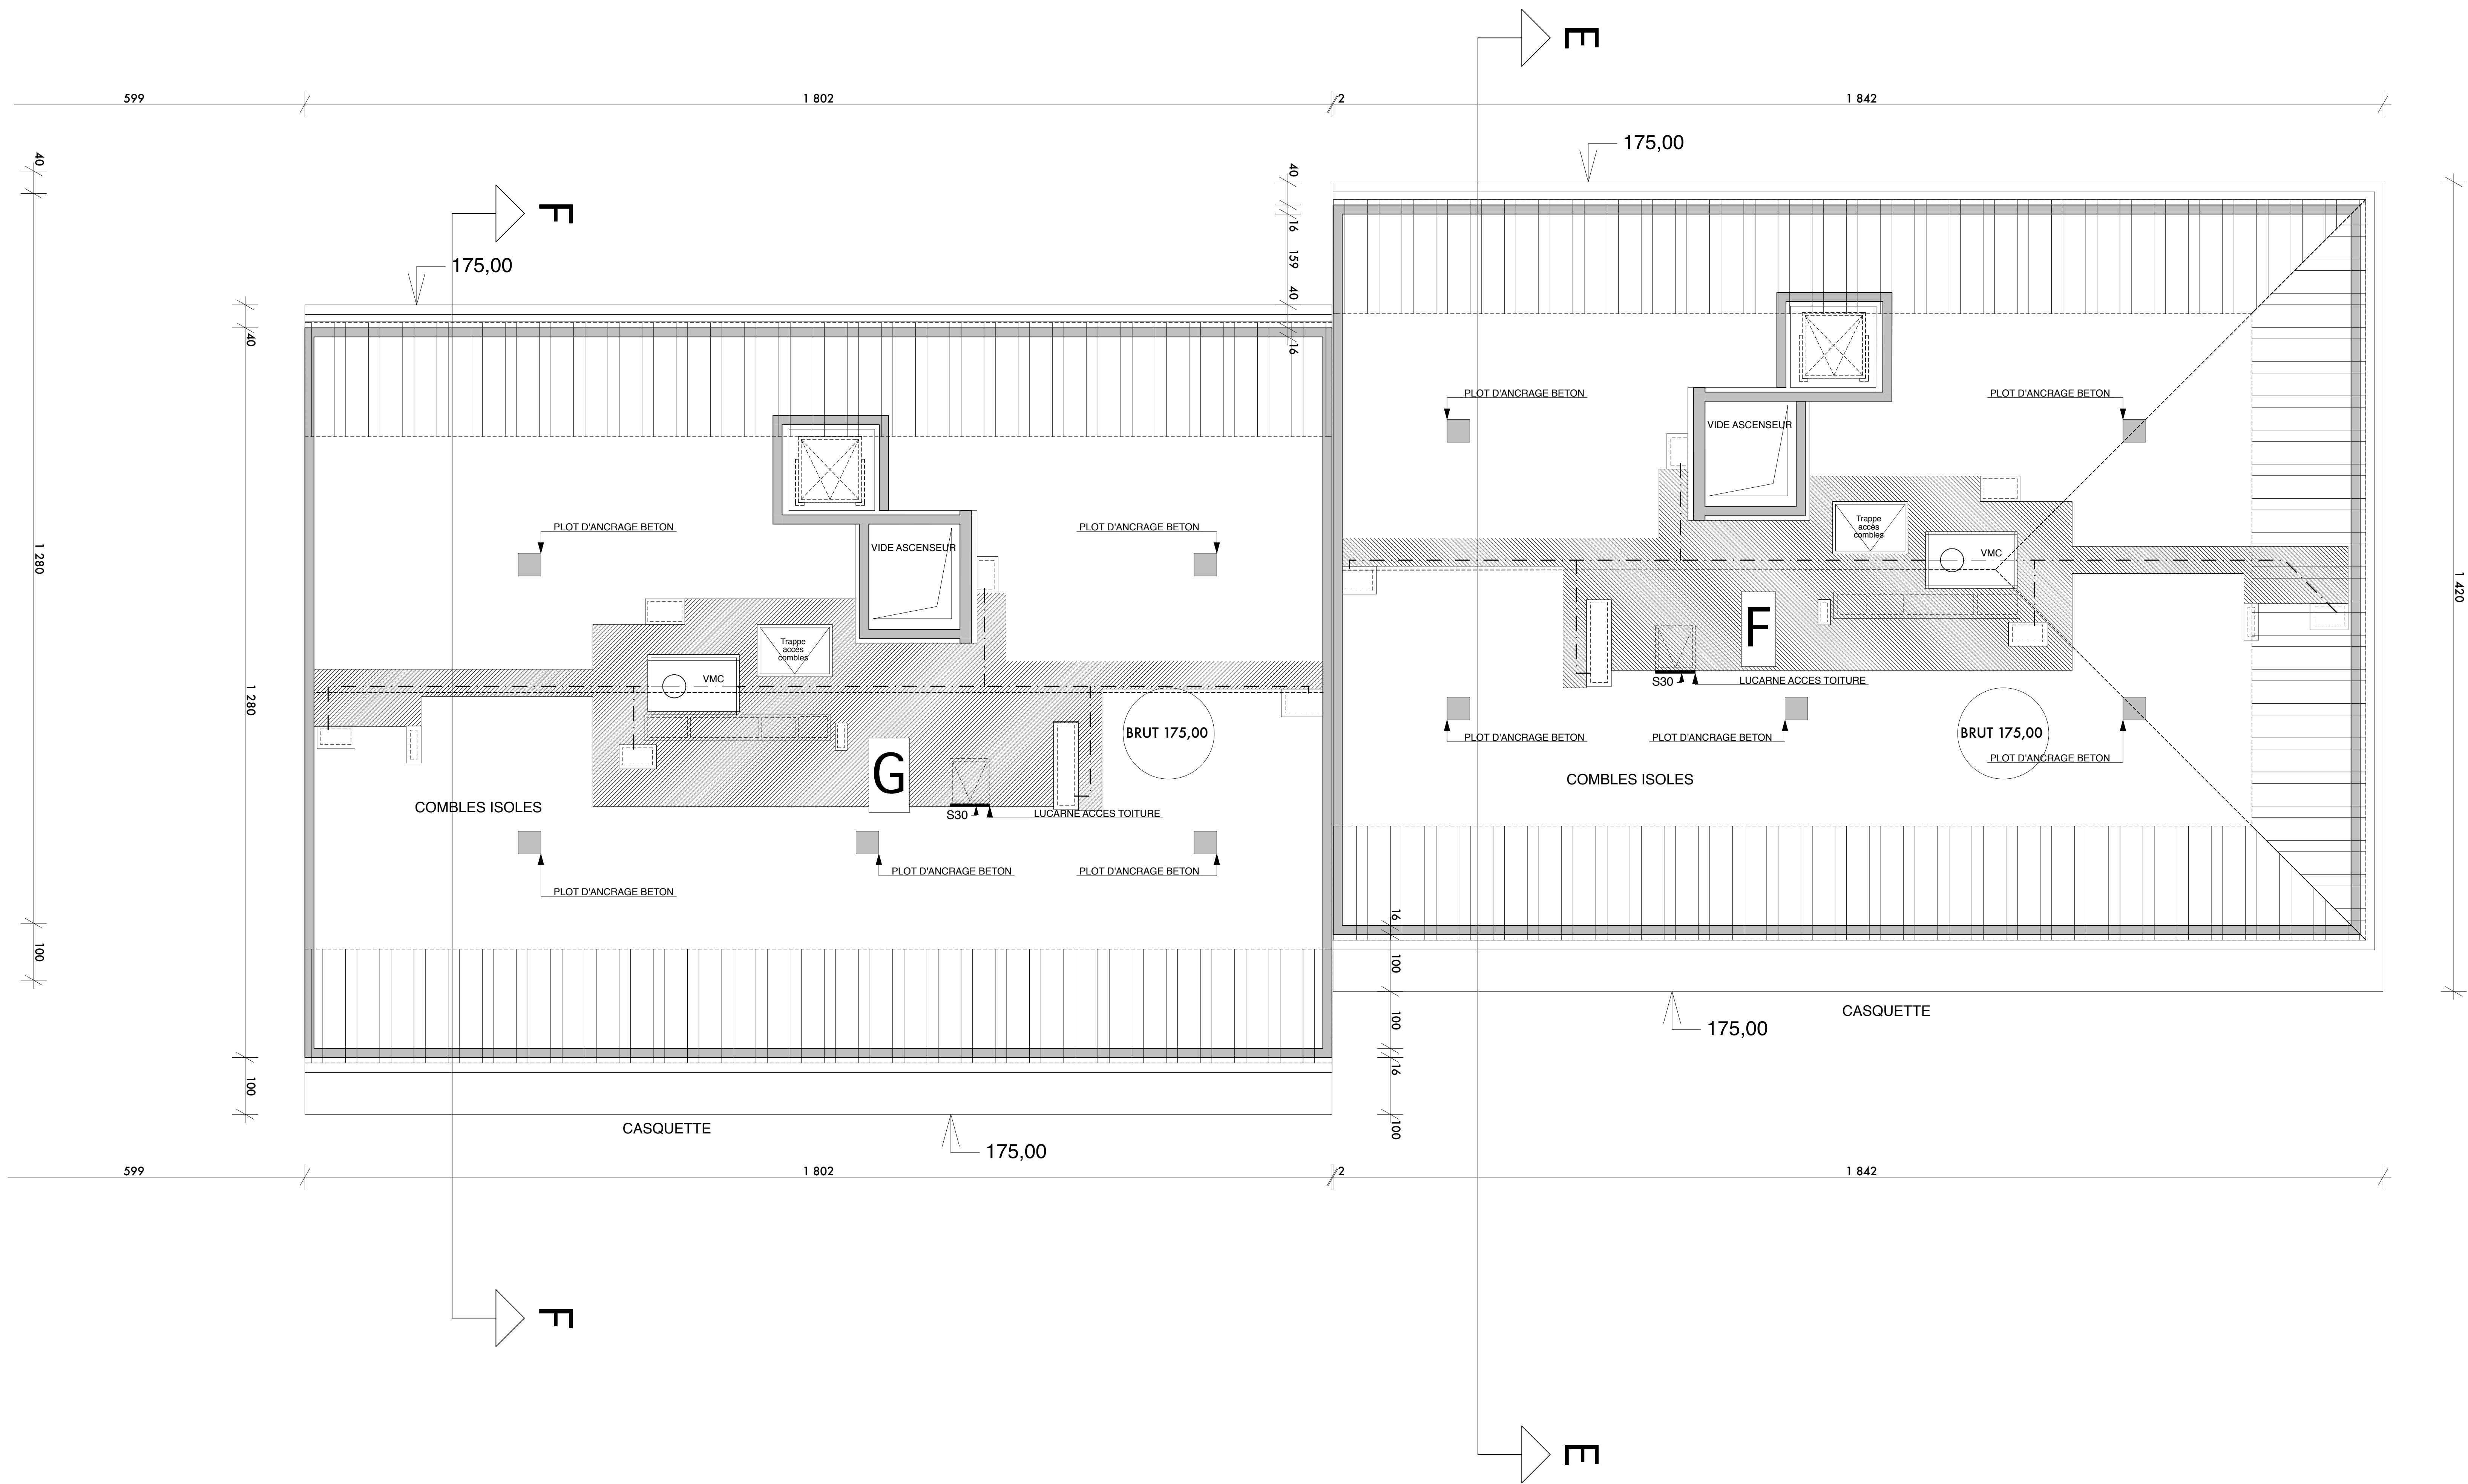 E
599
1 802
2
1 842
175,00
40
40
F
175,00
16
159
40
40
16
PLOT D'ANCRAGE BETON
PLOT D'ANCRAGE BETON
VIDE ASCENSEUR
PLOT D'ANCRAGE BETON
PLOT D'ANCRAGE BETON
VIDE ASCENSEUR
Trappe
accès
combles
VMC
1 280
1 420
F
Trappe
accès
combles
VMC
S30
LUCARNE ACCES TOITURE
1 280
BRUT 175,00
BRUT 175,00
PLOT D'ANCRAGE BETON
PLOT D'ANCRAGE BETON
PLOT D'ANCRAGE BETON
G
COMBLES ISOLES
COMBLES ISOLES
S30
LUCARNE ACCES TOITURE
PLOT D'ANCRAGE BETON
PLOT D'ANCRAGE BETON
PLOT D'ANCRAGE BETON
16
100
100
CASQUETTE
100
175,00
16
100
100
CASQUETTE
175,00
599
1 802
2
1 842
F
E